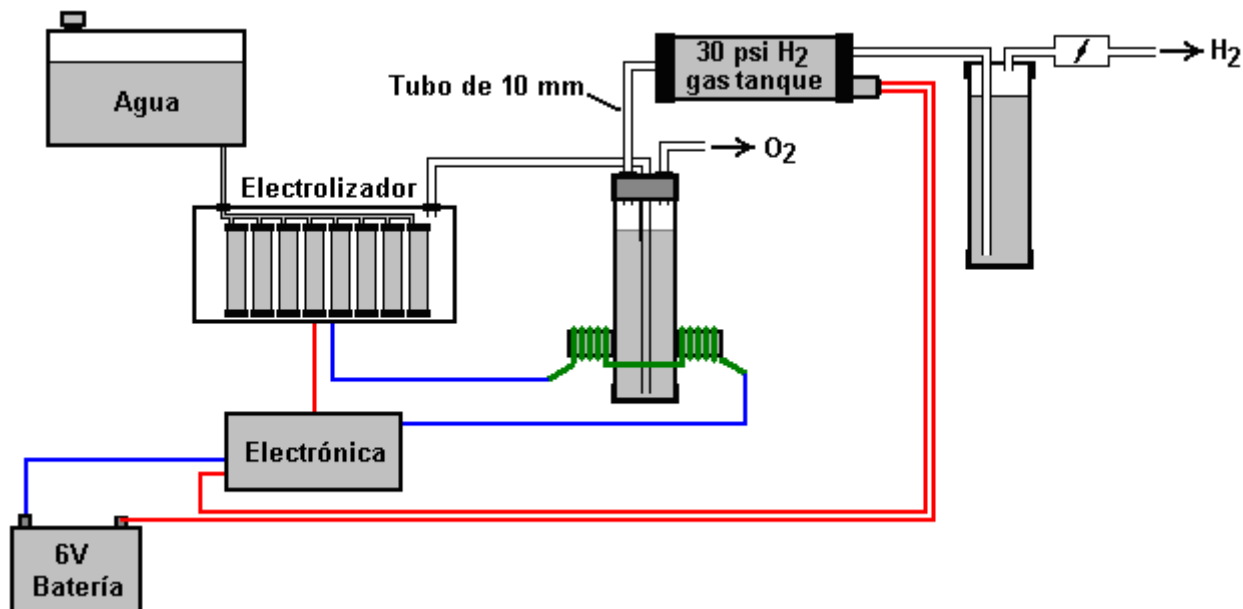 30 psi H2
gas tanque
H2
Agua
Tubo de 10 mm
O2
Electrolizador
Electrónica
6V
Batería